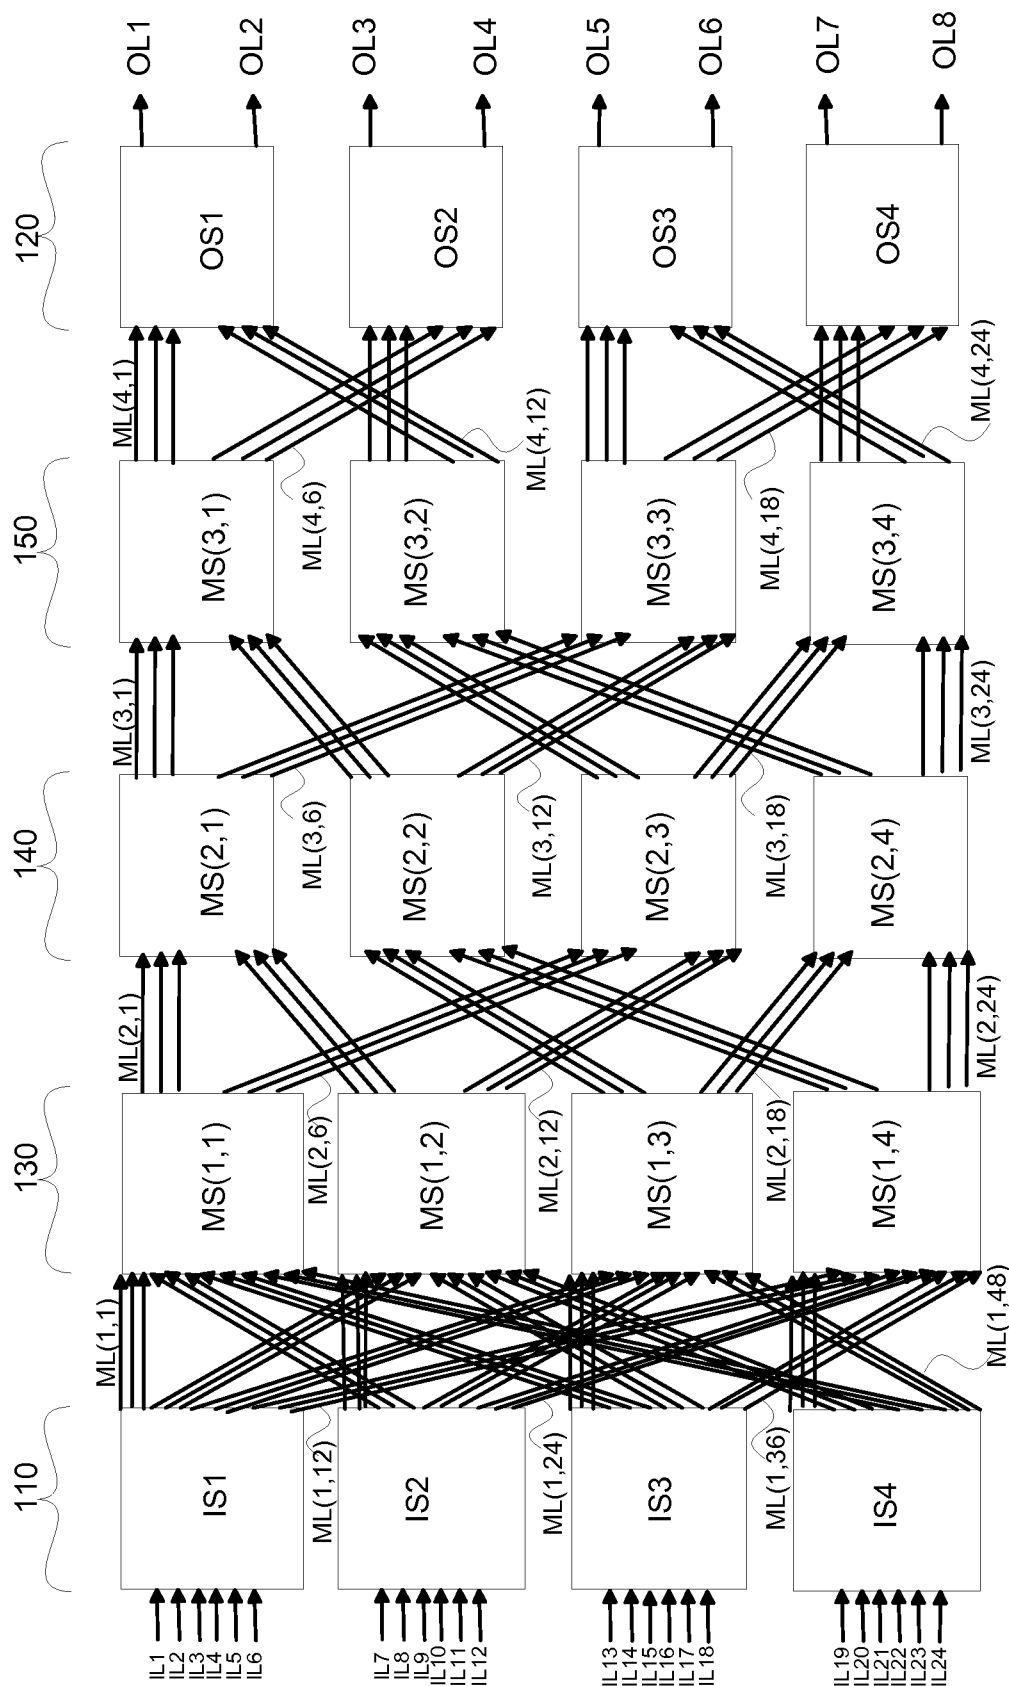 OL1
OL2
OL3
OL4
OL5
OL6
OL7
OL8
120
OS1
OS2
OS3
OS4
ML(4,1)
ML(4,6)
ML(4,12)
ML(4,18)
ML(4,24)
150
MS(3,1)
MS(3,2)
MS(3,3)
MS(3,4)
ML(3,1)
ML(3,6)
ML(3,12)
ML(3,18)
ML(3,24)
140
MS(2,1)
MS(2,2)
MS(2,3)
MS(2,4)
ML(2,1)
ML(2,6)
ML(2,12)
ML(2,18)
ML(2,24)
130
MS(1,1)
MS(1,2)
MS(1,3)
MS(1,4)
ML(1,1)
ML(1,12)
ML(1,24)
ML(1,36)
ML(1,48)
110
IS1
IS2
IS3
IS4
IL1
IL2
IL3
IL4
IL5
IL6
IL7
IL8
IL9
IL10
IL11
IL12
IL13
IL14
IL15
IL16
IL17
IL18
IL19
IL20
IL21
IL22
IL23
IL24